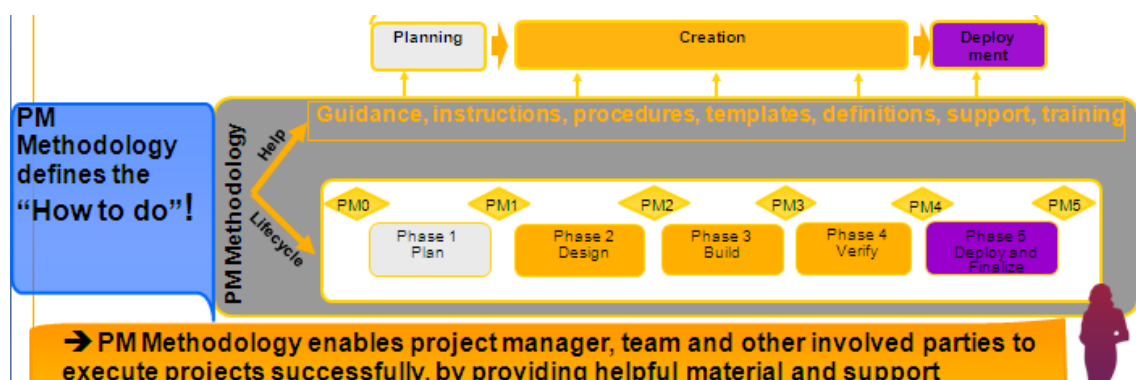 Planning
Creation
Deploy
ment
PM
Methodology
defines the
“How to do”!
PM Methodology
Help
Lifecycle
Guidance, instructions, procedures, templates, definitions, support, training
PM0
PM1
PM2
PM3
PM4
PM5
Phase 1
Plan
Phase 2
Design
Phase 3
Build
Phase 4
Verify
Phase 5
Deploy and
Finalize
➔ PM Methodology enables project manager, team and other involved parties to
execute projects successfully, by providing helpful material and support